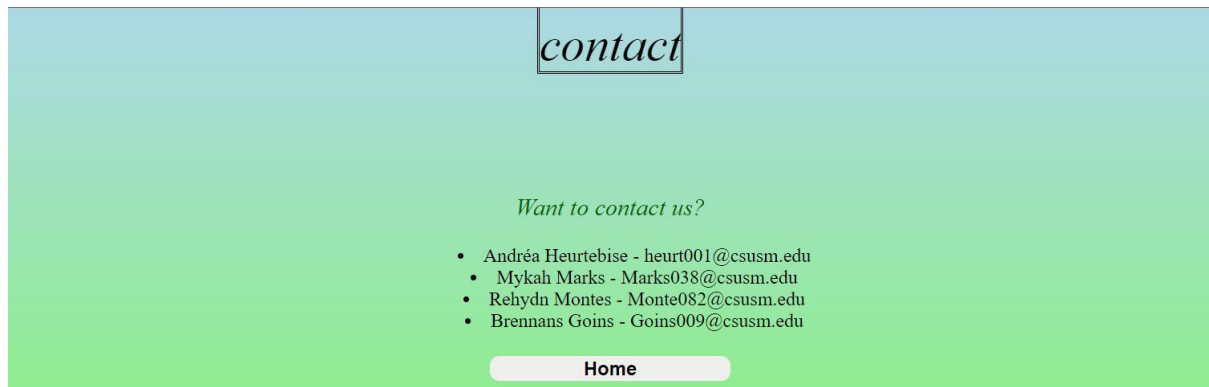 contact
Want to contact us?
• Andréa Heurtebise - heurt001@csusm.edu
• Mykah Marks - Marks038@csusm.edu
• Rehydn Montes - Monte082@csusm.edu
• Brennans Goins - Goins009@csusm.edu
Home